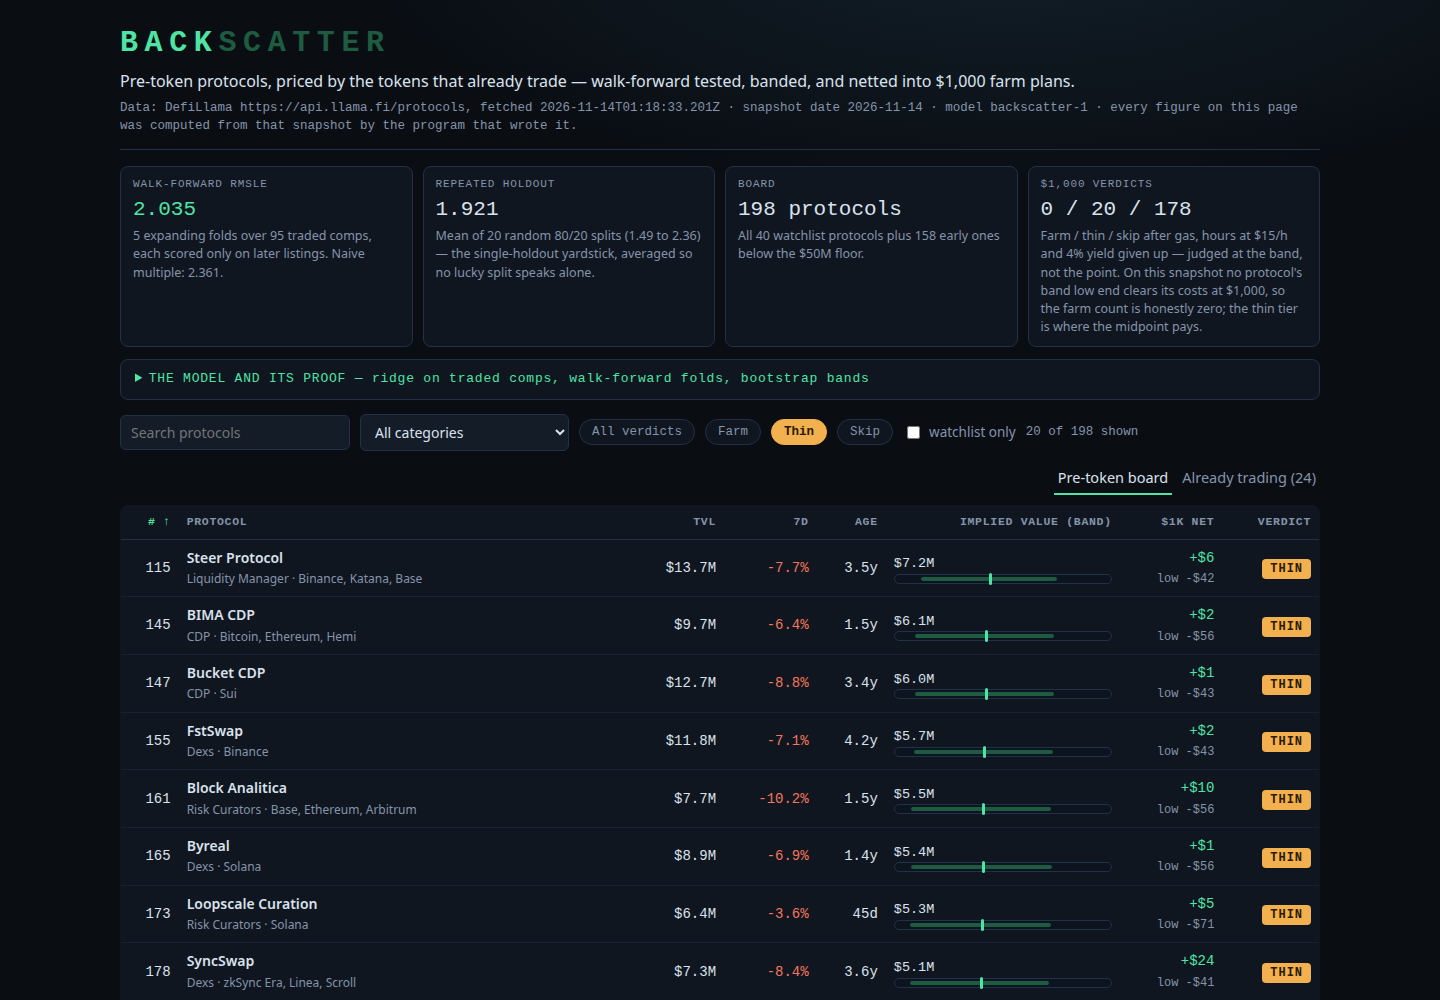 BACKSCATTER
Pre-token protocols, priced by the tokens that already trade — walk-forward tested, banded, and netted into $1,000 farm plans.
Data: DefiLlama https://api.llama.fi/protocols, fetched 2026-11-14T01:18:33.201Z · snapshot date 2026-11-14 · model backscatter-1 · every figure on this page
was computed from that snapshot by the program that wrote it.
WALK-FORWARD RMSLE
2.035
5 expanding folds over 95 traded comps,
each scored only on later listings. Naive
multiple: 2.361.
REPEATED HOLDOUT
1.921
Mean of 20 random 80/20 splits (1.49 to 2.36)
— the single-holdout yardstick, averaged so
no lucky split speaks alone.
BOARD
198 protocols
All 40 watchlist protocols plus 158 early ones
below the $50M floor.
$1,000 VERDICTS
0 / 20 / 178
Farm / thin / skip after gas, hours at $15/h
and 4% yield given up — judged at the band,
not the point. On this snapshot no protocol's
band low end clears its costs at $1,000, so
the farm count is honestly zero; the thin tier
is where the midpoint pays.
▶ THE MODEL AND ITS PROOF — ridge on traded comps, walk-forward folds, bootstrap bands
Search protocols All categories All verdicts Farm Thin Skip watchlist only 20 of 198 shown
Pre-token board Already trading (24)
# ↑ PROTOCOL TVL 7D AGE IMPLIED VALUE (BAND) $1K NET VERDICT
115 Steer Protocol $13.7M -7.7% 3.5y $7.2M +$6 THIN
Liquidity Manager · Binance, Katana, Base low -$42
145 BIMA CDP $9.7M -6.4% 1.5y $6.1M +$2 THIN
CDP · Bitcoin, Ethereum, Hemi low -$56
147 Bucket CDP $12.7M -8.8% 3.4y $6.0M +$1 THIN
CDP · Sui low -$43
155 FstSwap $11.8M -7.1% 4.2y $5.7M +$2 THIN
Dexs · Binance low -$43
161 Block Analitica $7.7M -10.2% 1.5y $5.5M +$10 THIN
Risk Curators · Base, Ethereum, Arbitrum low -$56
165 Byreal $8.9M -6.9% 1.4y $5.4M +$1 THIN
Dexs · Solana low -$56
173 Loopscale Curation $6.4M -3.6% 45d $5.3M +$5 THIN
Risk Curators · Solana low -$71
178 SyncSwap $7.3M -8.4% 3.6y $5.1M +$24 THIN
Dexs · zkSync Era, Linea, Scroll low -$41